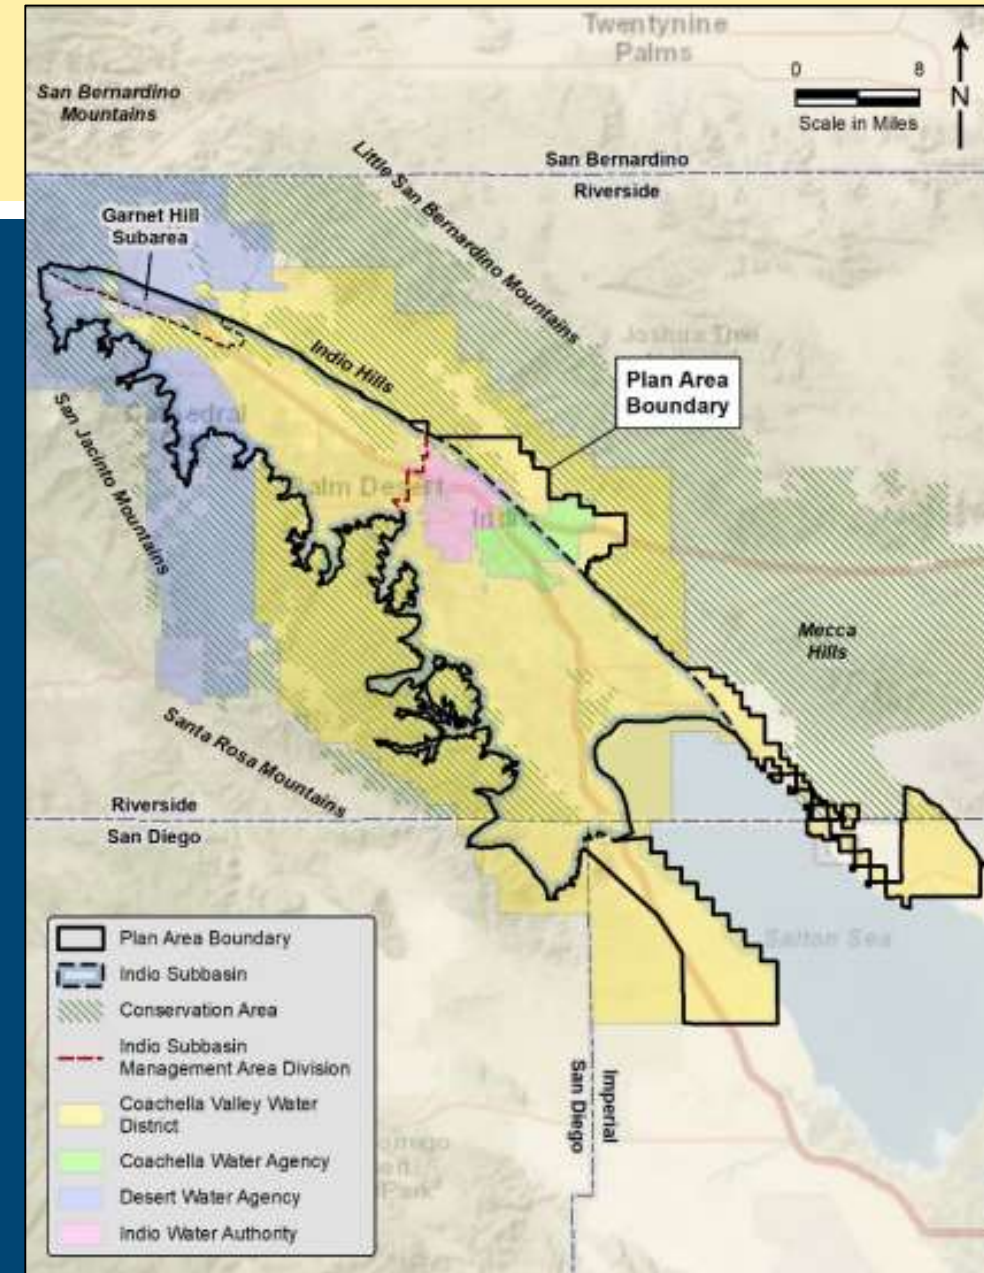 Twentynine
Palms
0 8
Scale in Miles
N
San Bernardino
Mountains
San Bernardino
Riverside
Little San Bernardino Mountains
Garnet Hill
Subarea
Indio Hills
Joshua Tree
Plan Area
Boundary
Cathedral
San Jacinto Mountains
Palm Desert
Indio
Mecca
Hills
Santa Rosa Mountains
Riverside
San Diego
Salton Sea
San Diego
Imperial
Plan Area Boundary
Indio Subbasin
Conservation Area
Indio Subbasin
Management Area Division
Coachella Valley Water
District
Coachella Water Agency
Desert Water Agency
Indio Water Authority